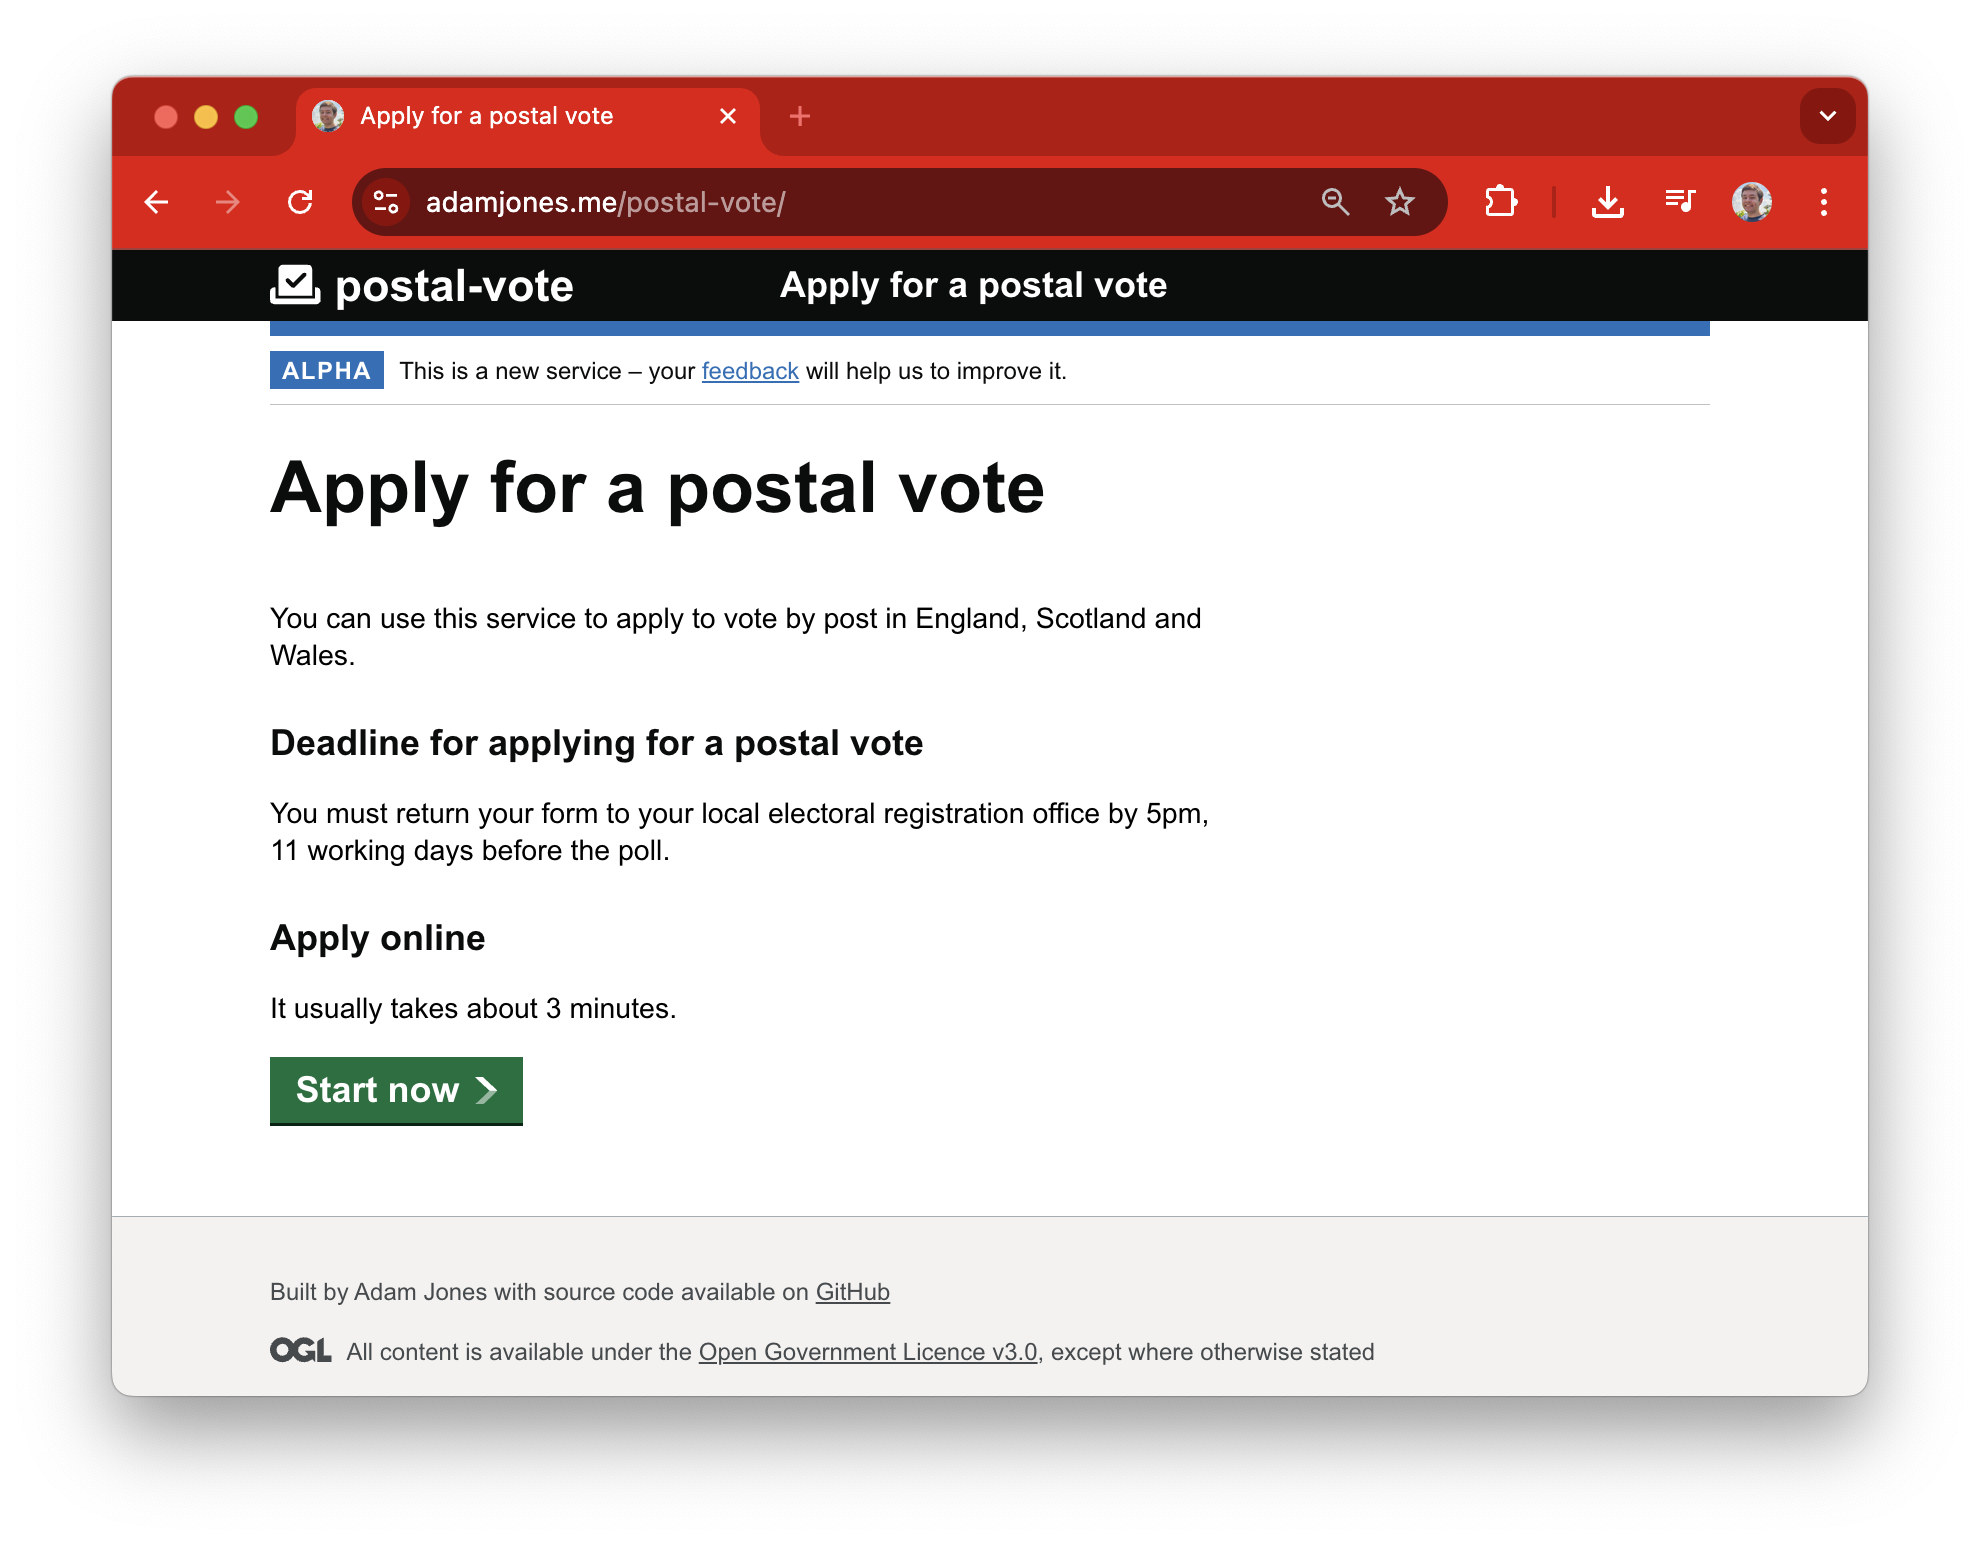 Apply for a postal vote
adamjones.me/postal-vote/
postal-vote
Apply for a postal vote
ALPHA This is a new service – your feedback will help us to improve it.
Apply for a postal vote
You can use this service to apply to vote by post in England, Scotland and
Wales.
Deadline for applying for a postal vote
You must return your form to your local electoral registration office by 5pm,
11 working days before the poll.
Apply online
It usually takes about 3 minutes.
Start now
Built by Adam Jones with source code available on GitHub
OGL All content is available under the Open Government Licence v3.0, except where otherwise stated